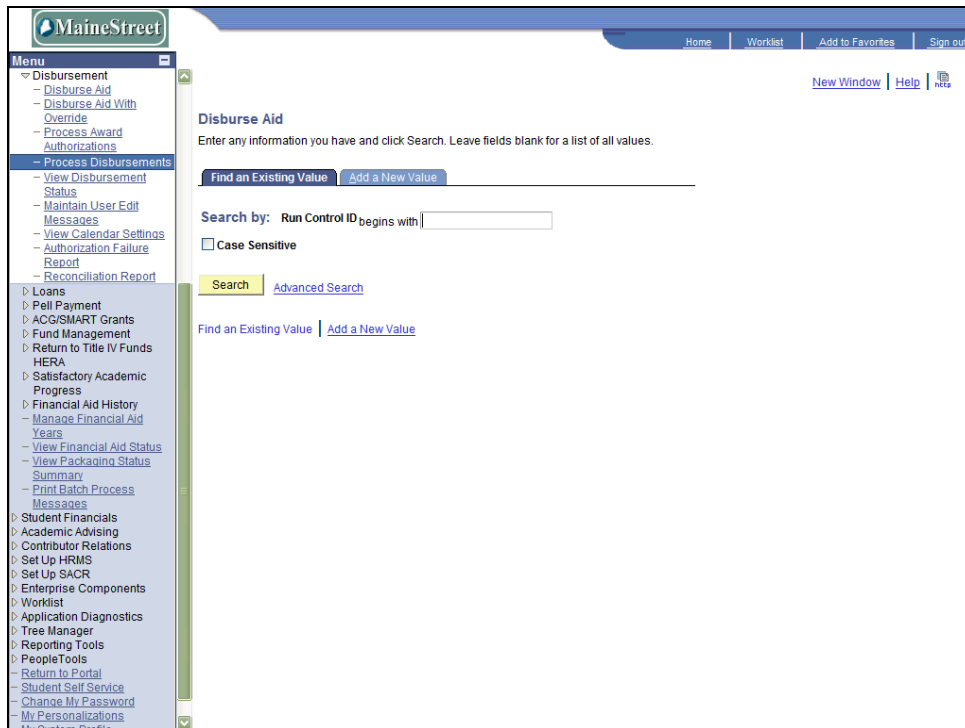 MaineStreet
Home
Worklist
Add to Favorites
Sign out
Menu
New Window
Help
http
Disbursement
Disburse Aid
Disburse Aid With
Override
Process Award
Authorizations
Process Disbursements
View Disbursement
Status
Maintain User Edit
Messages
View Calendar Settings
Authorization Failure
Report
Reconciliation Report
Loans
Pell Payment
ACG/SMART Grants
Fund Management
Return to Title IV Funds
HERA
Satisfactory Academic
Progress
Financial Aid History
Manage Financial Aid
Years
View Financial Aid Status
View Packaging Status
Summary
Print Batch Process
Messages
Student Financials
Academic Advising
Contributor Relations
Set Up HRMS
Set Up SACR
Enterprise Components
Worklist
Application Diagnostics
Tree Manager
Reporting Tools
PeopleTools
Return to Portal
Student Self Service
Change My Password
My Personalizations
My System Profile
Disburse Aid
Enter any information you have and click Search. Leave fields blank for a list of all values.
Find an Existing Value
Add a New Value
Search by: Run Control ID begins with
Case Sensitive
Search
Advanced Search
Find an Existing Value | Add a New Value